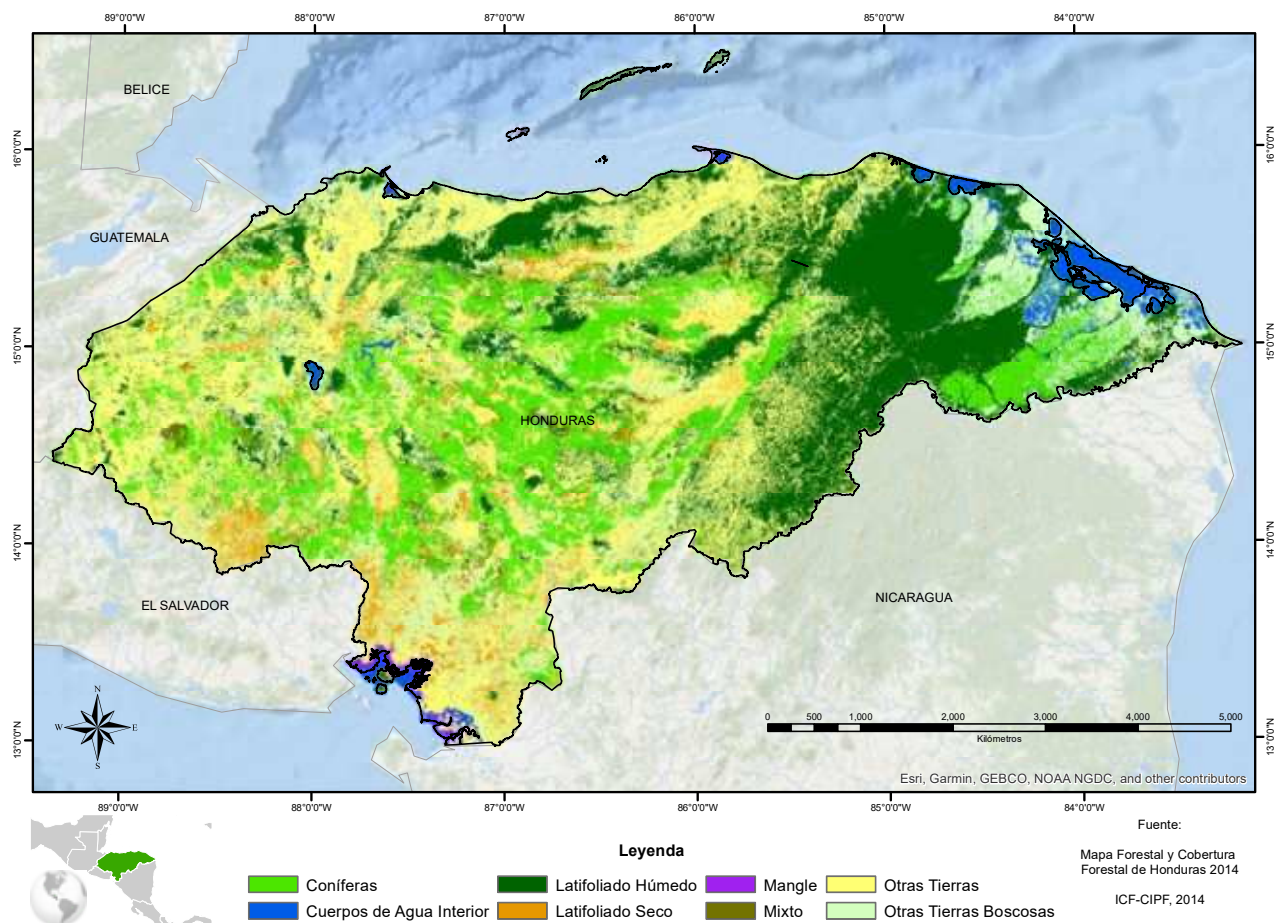 89°0'0"W 88°0'0"W 87°0'0"W 86°0'0"W 85°0'0"W 84°0'0"W
BELICE
16°0'0"N 16°0'0"N
GUATEMALA
15°0'0"N 15°0'0"N
HONDURAS
14°0'0"N 14°0'0"N
EL SALVADOR
NICARAGUA
N
W E
S
0 500 1,000 2,000 3,000 4,000 5,000
Kilómetros
13°0'0"N 13°0'0"N
Esri, Garmin, GEBCO, NOAA NGDC, and other contributors
89°0'0"W 88°0'0"W 87°0'0"W 86°0'0"W 85°0'0"W 84°0'0"W
Leyenda
Coníferas
Cuerpos de Agua Interior
Latifoliado Húmedo
Latifoliado Seco
Mangle
Mixto
Otras Tierras
Otras Tierras Boscosas
Fuente:
Mapa Forestal y Cobertura
Forestal de Honduras 2014
ICF-CIPF, 2014